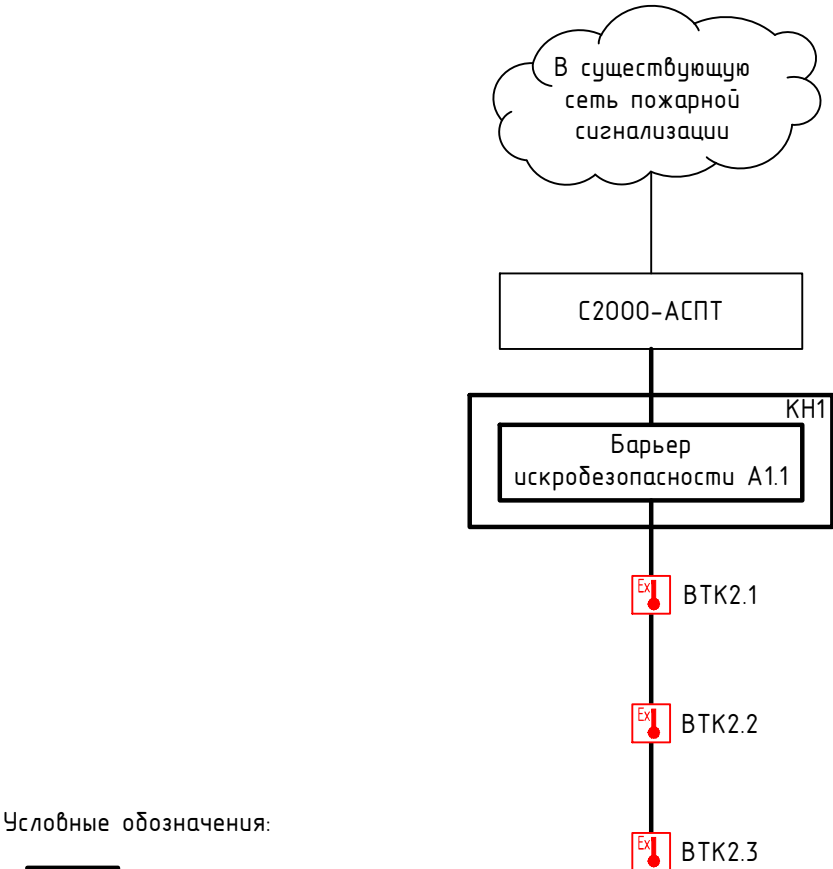 В существующую
сеть пожарной
сигнализации
С2000-АСПТ
КН1
Барьер
искробезопасности А1.1
Ex
ВТК2.1
Ex
ВТК2.2
Ex
ВТК2.3
Условные обозначения: